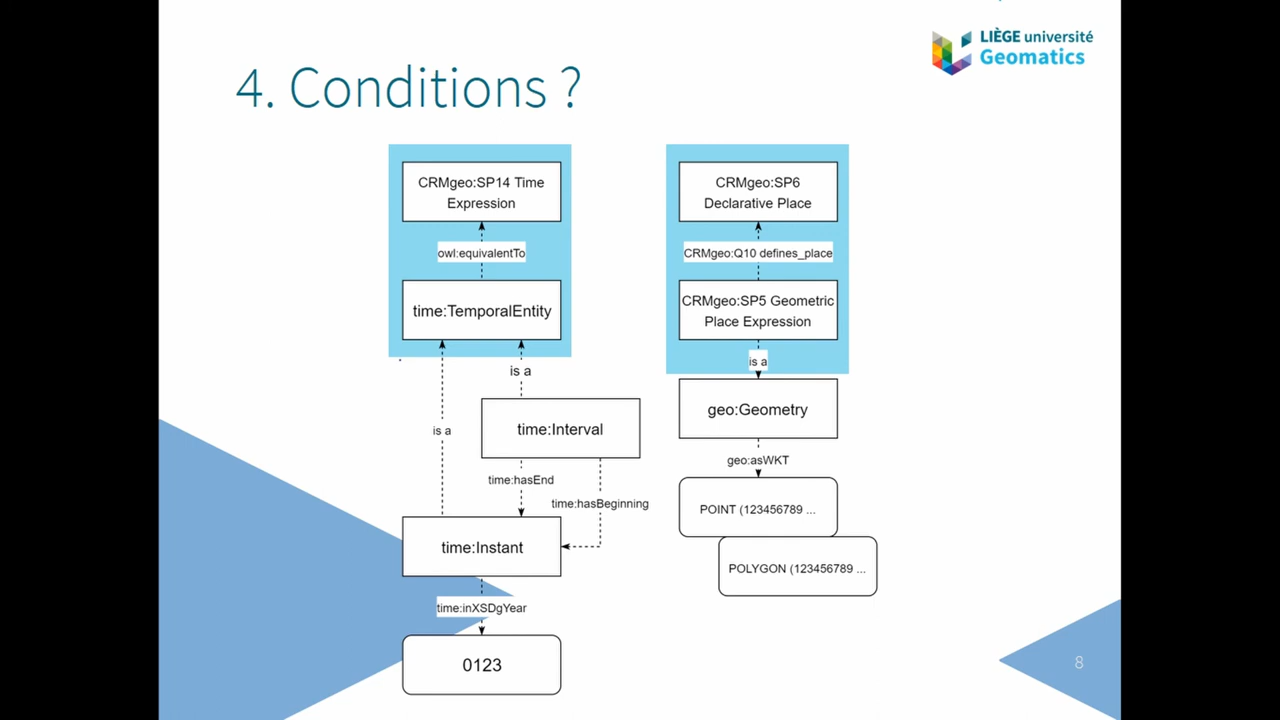 LIÈGE université
Geomatics
4. Conditions ?
CRMgeo:SP14 Time
Expression
owl:equivalentTo
time:TemporalEntity
is a
time:Interval
is a
time:hasEnd
time:hasBeginning
time:Instant
time:inXSDgYear
0123
CRMgeo:SP6
Declarative Place
CRMgeo:Q10 defines_place
CRMgeo:SP5 Geometric
Place Expression
is a
geo:Geometry
geo:asWKT
POINT (123456789 ...
POLYGON (123456789 ...
8